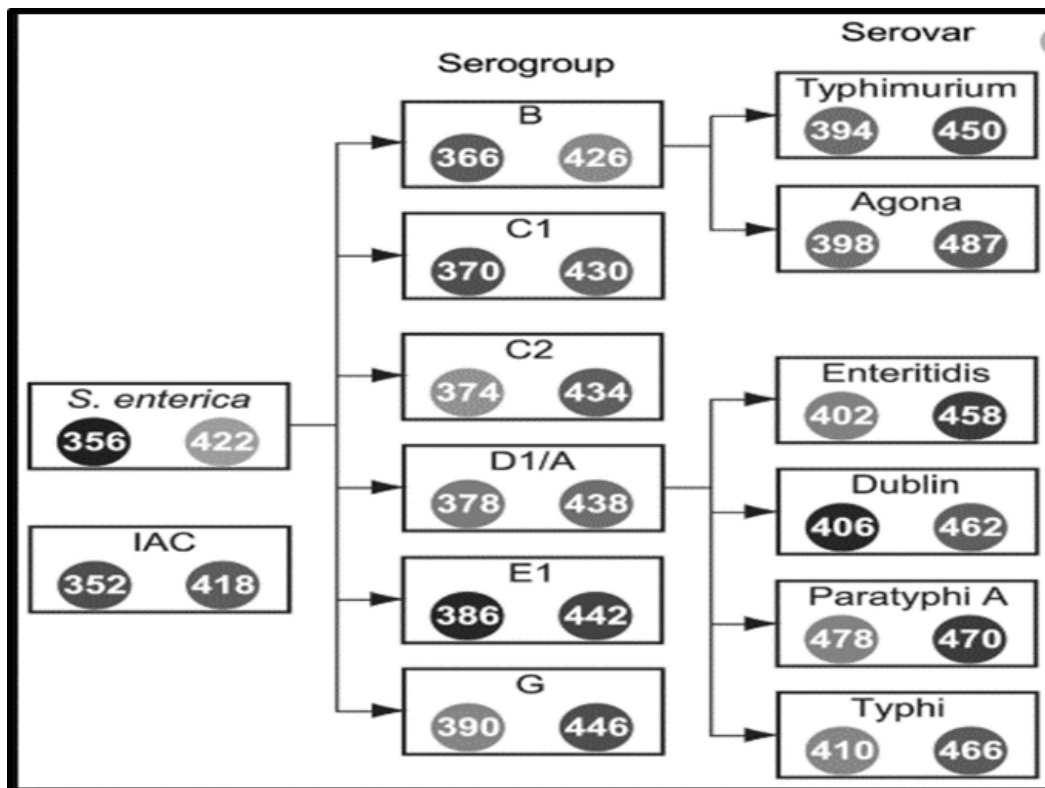 Serovar
Serogroup
Typhimurium
394 450
B
366 426
Agona
398 487
C1
370 430
C2
374 434
Enteritidis
402 458
S. enterica
356 422
D1/A
378 438
Dublin
406 462
IAC
352 418
E1
386 442
Paratyphi A
478 470
G
390 446
Typhi
410 466